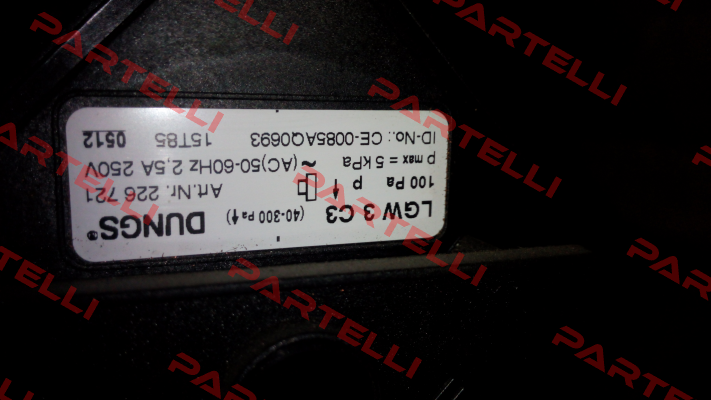 LGW 3 C3 (40-300 Pa↑) DUNGS®
100 Pa p↑ Art.Nr. 226 721
p max = 5 kPa ~ (AC)50-60Hz 2,5A 250V
ID-No.: CE-0085AQ0693 15T85 0512
PARTELLI
PARTELLI
PARTELLI
PARTELLI
PARTELLI
PARTELLI
PARTELLI
PARTELLI
PARTELLI